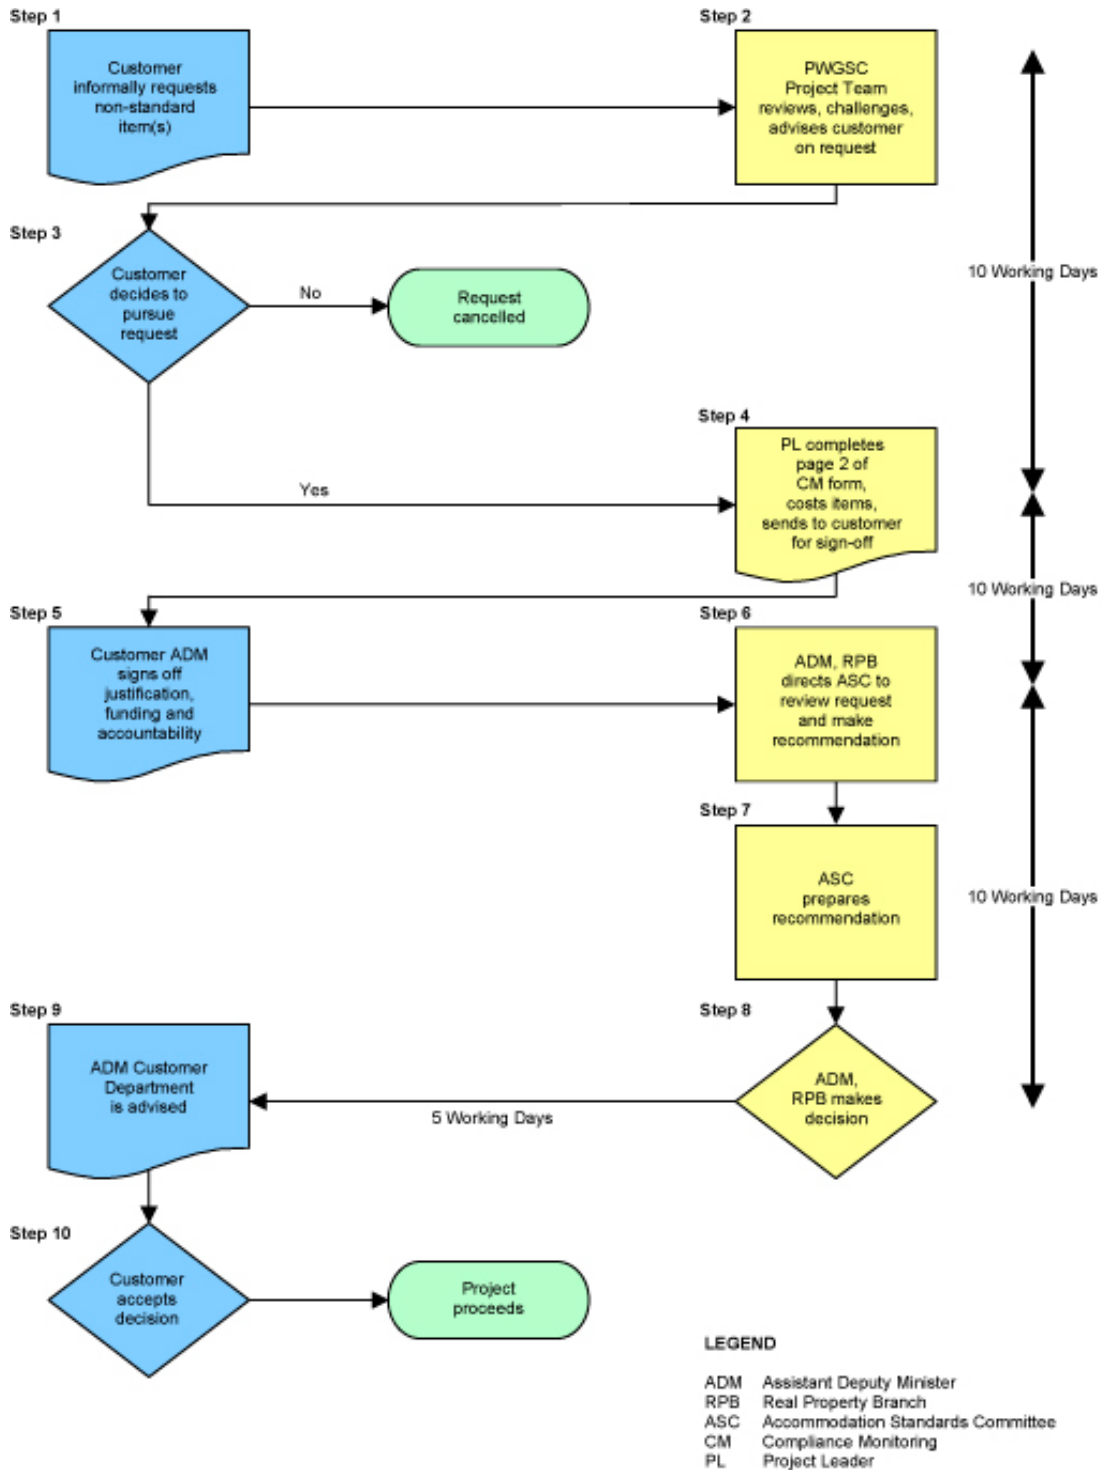 Step 1
Customer
informally requests
non-standard
item(s)
Step 2
PWGSC
Project Team
reviews, challenges,
advises customer
on request
Step 3
Customer
decides to
pursue
request
No
Request
cancelled
10 Working Days
Yes
Step 4
PL completes
page 2 of
CM form,
costs items,
sends to customer
for sign-off
10 Working Days
Step 5
Customer ADM
signs off
justification,
funding and
accountability
Step 6
ADM, RPB
directs ASC to
review request
and make
recommendation
Step 7
ASC
prepares
recommendation
10 Working Days
Step 8
ADM,
RPB makes
decision
5 Working Days
Step 9
ADM Customer
Department
is advised
Step 10
Customer
accepts
decision
Project
proceeds
LEGEND
ADM Assistant Deputy Minister
RPB Real Property Branch
ASC Accommodation Standards Committee
CM Compliance Monitoring
PL Project Leader